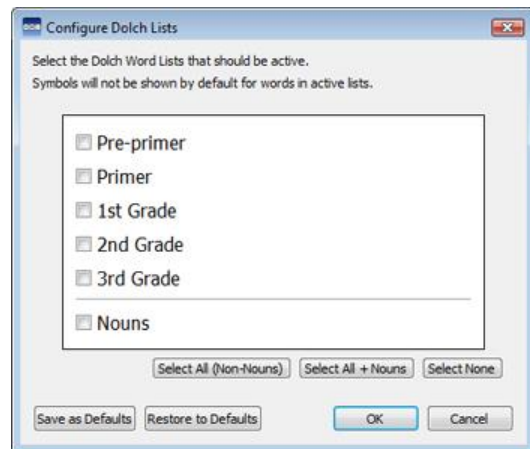 Configure Dolch Lists
Select the Dolch Word Lists that should be active.
Symbols will not be shown by default for words in active lists.
Pre-primer
Primer
1st Grade
2nd Grade
3rd Grade
Nouns
Select All (Non-Nouns) Select All + Nouns Select None
Save as Defaults Restore to Defaults OK Cancel